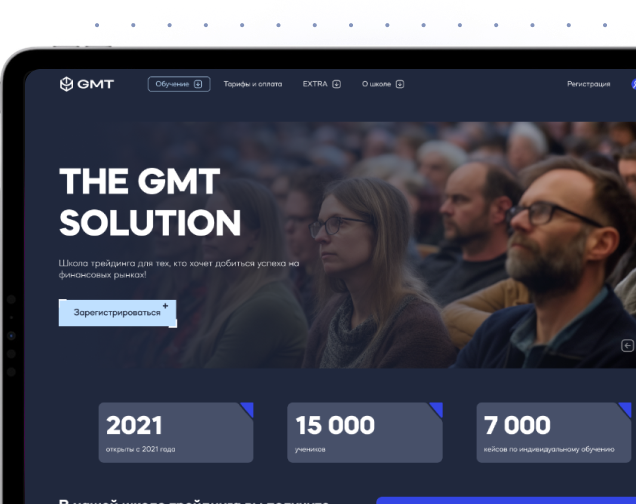 GMT
Обучение
Тарифы и оплата
EXTRA
О школе
Регистрация
THE GMT
SOLUTION
Школа трейдинга для тех, кто хочет добиться успеха на
финансовых рынках!
Зарегистрироваться
2021
открыты с 2021 года
15 000
учеников
7 000
кейсов по индивидуальному обучению